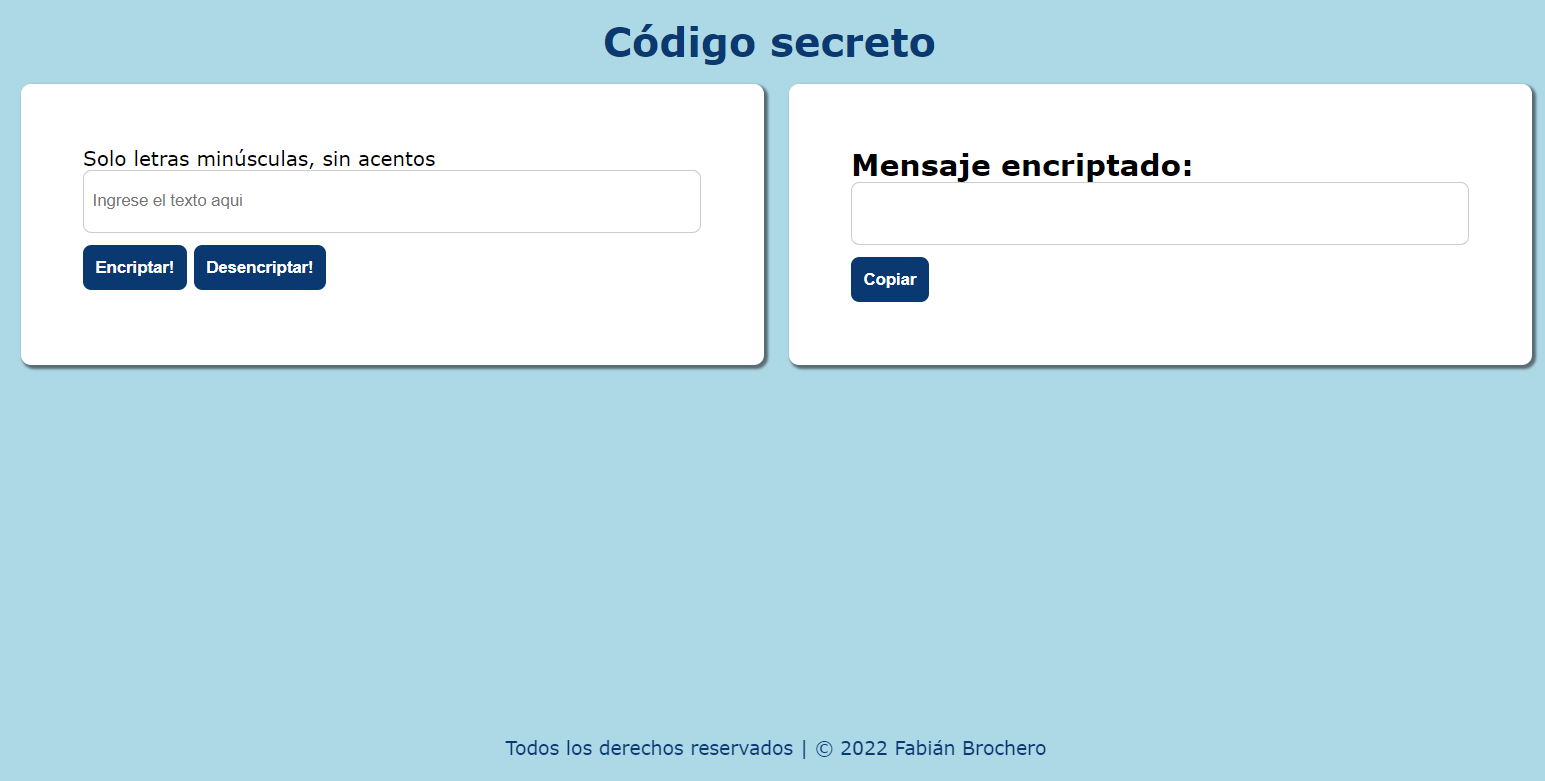 Código secreto
Solo letras minúsculas, sin acentos
Ingrese el texto aqui
Encriptar! Desencriptar!
Mensaje encriptado:
Copiar
Todos los derechos reservados | © 2022 Fabián Brochero